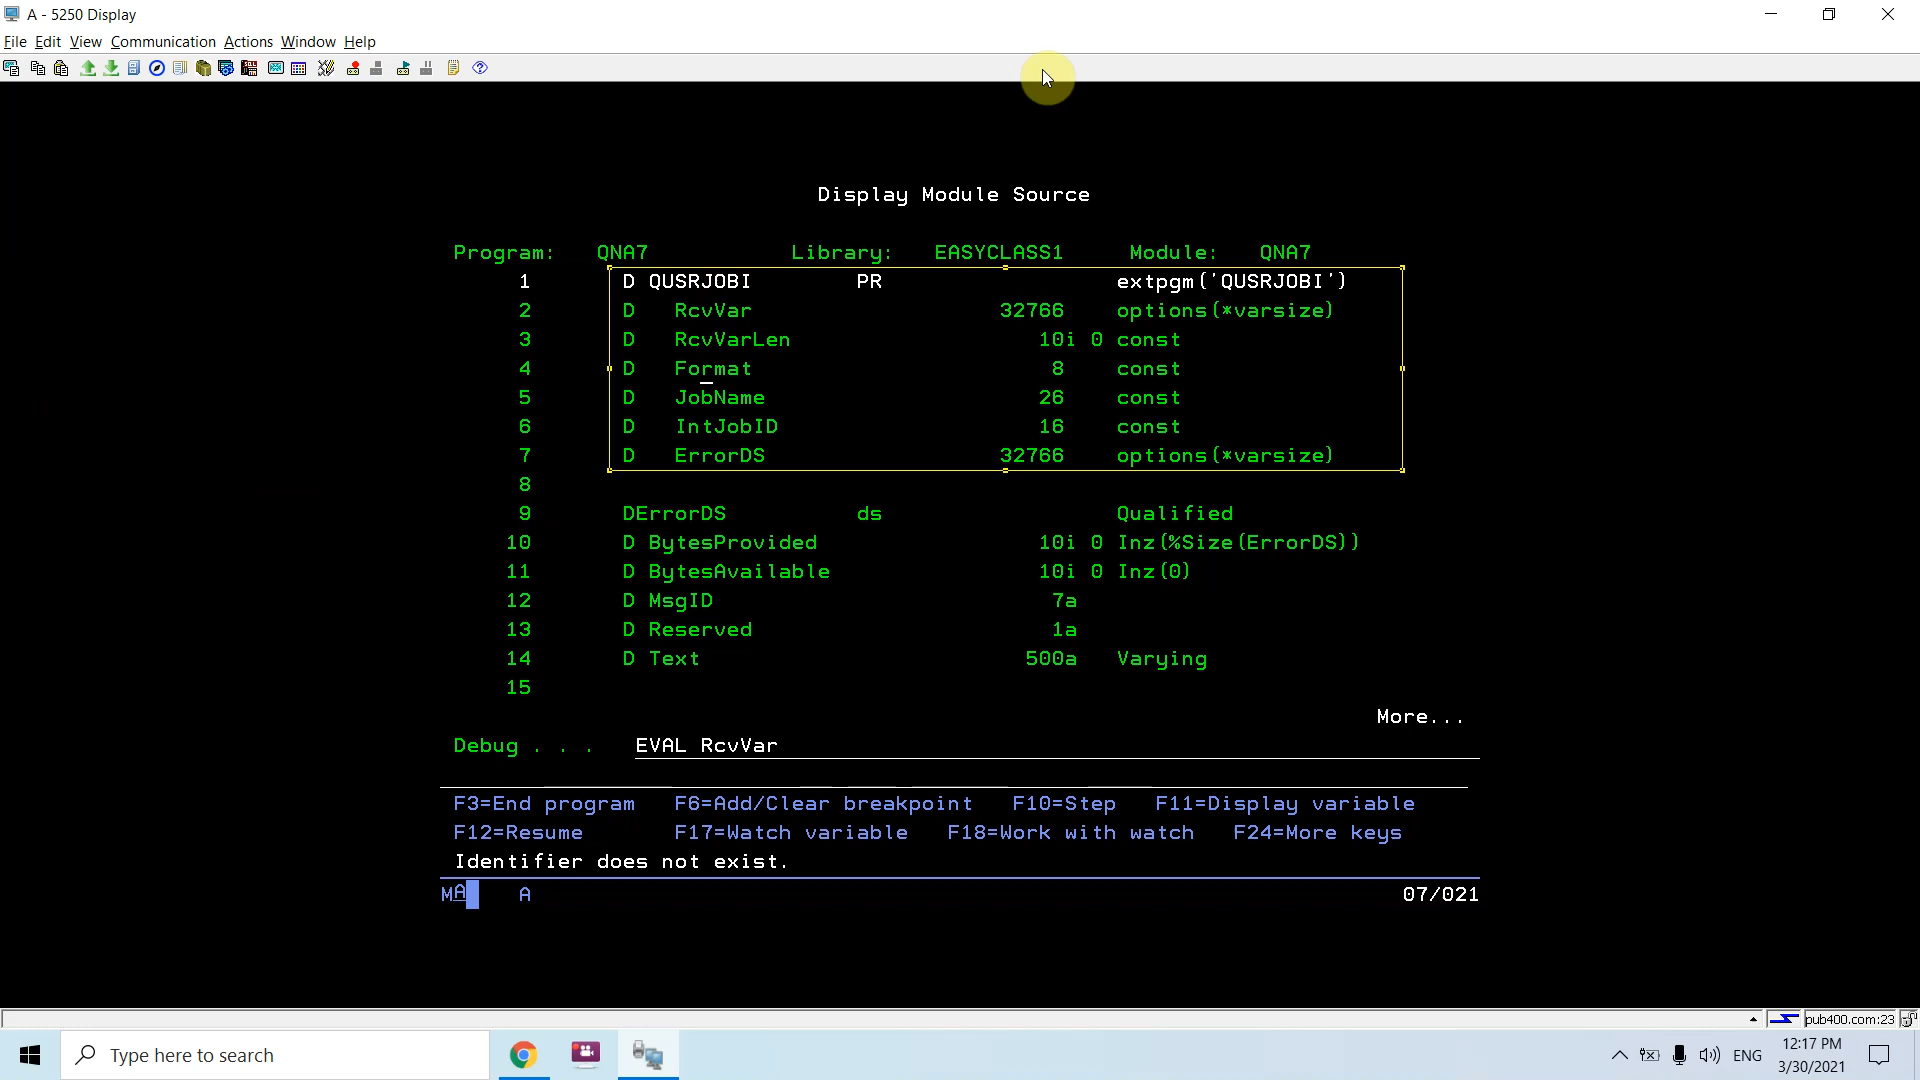 A - 5250 Display
File Edit View Communication Actions Window Help
Display Module Source
Program: QNA7 Library: EASYCLASS1 Module: QNA7
1 D QUSRJOBI PR extpgm('QUSRJOBI')
2 D RcvVar 32766 options(*varsize)
3 D RcvVarLen 10i 0 const
4 D Format 8 const
5 D JobName 26 const
6 D IntJobID 16 const
7 D ErrorDS 32766 options(*varsize)
8
9 DErrorDS ds Qualified
10 D BytesProvided 10i 0 Inz(%Size(ErrorDS))
11 D BytesAvailable 10i 0 Inz(0)
12 D MsgID 7a
13 D Reserved 1a
14 D Text 500a Varying
15
More...
Debug . . . EVAL RcvVar
F3=End program F6=Add/Clear breakpoint F10=Step F11=Display variable
F12=Resume F17=Watch variable F18=Work with watch F24=More keys
Identifier does not exist.
MA A 07/021
pub400.com:23
Type here to search
ENG
12:17 PM
3/30/2021